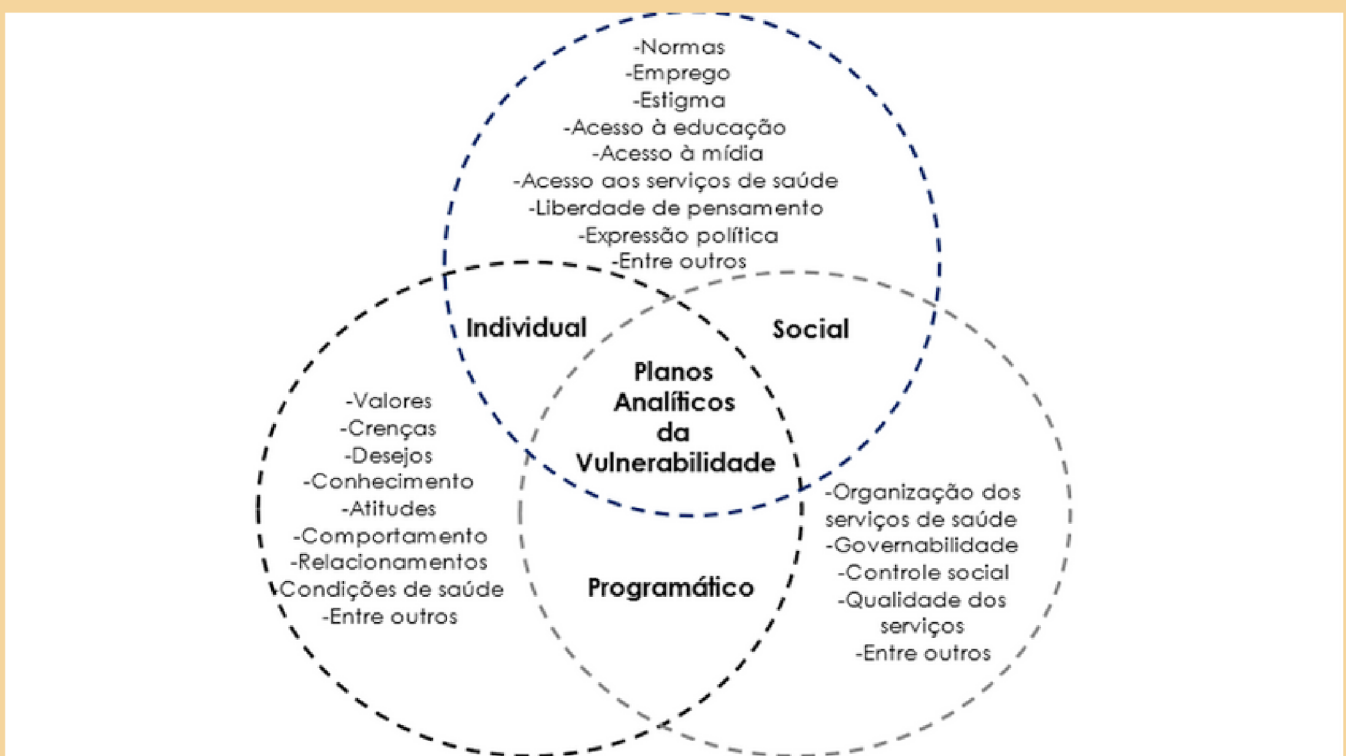 -Normas
-Emprego
-Estigma
-Acesso à educação
-Acesso à mídia
-Acesso aos serviços de saúde
-Liberdade de pensamento
-Expressão política
-Entre outros
Individual
Social
Planos
Analíticos
da
Vulnerabilidade
-Valores
-Crenças
-Desejos
-Conhecimento
-Atitudes
-Comportamento
-Relacionamentos
-Condições de saúde
-Entre outros
Programático
-Organização dos
serviços de saúde
-Governabilidade
-Controle social
-Qualidade dos
serviços
-Entre outros